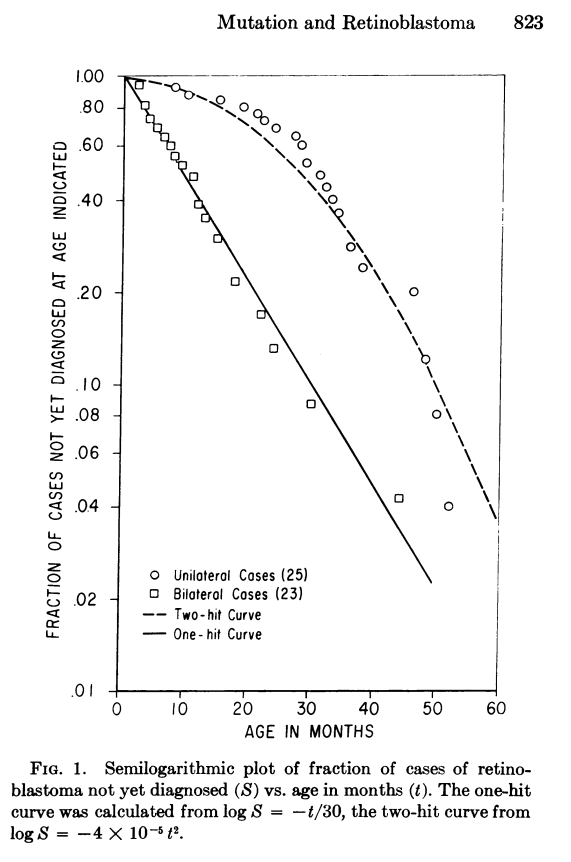 Mutation and Retinoblastoma 823
FRACTION OF CASES NOT YET DIAGNOSED AT AGE INDICATED
1.00
.80
.60
.40
.20
.10
.08
.06
.04
.02
.01
Unilateral Cases (25)
Bilateral Cases (23)
Two-hit Curve
One-hit Curve
0 10 20 30 40 50 60
AGE IN MONTHS
FIG. 1. Semilogarithmic plot of fraction of cases of retino-
blastoma not yet diagnosed (S) vs. age in months (t). The one-hit
curve was calculated from log S = −t/30, the two-hit curve from
log S = −4 × 10⁻⁵ t².